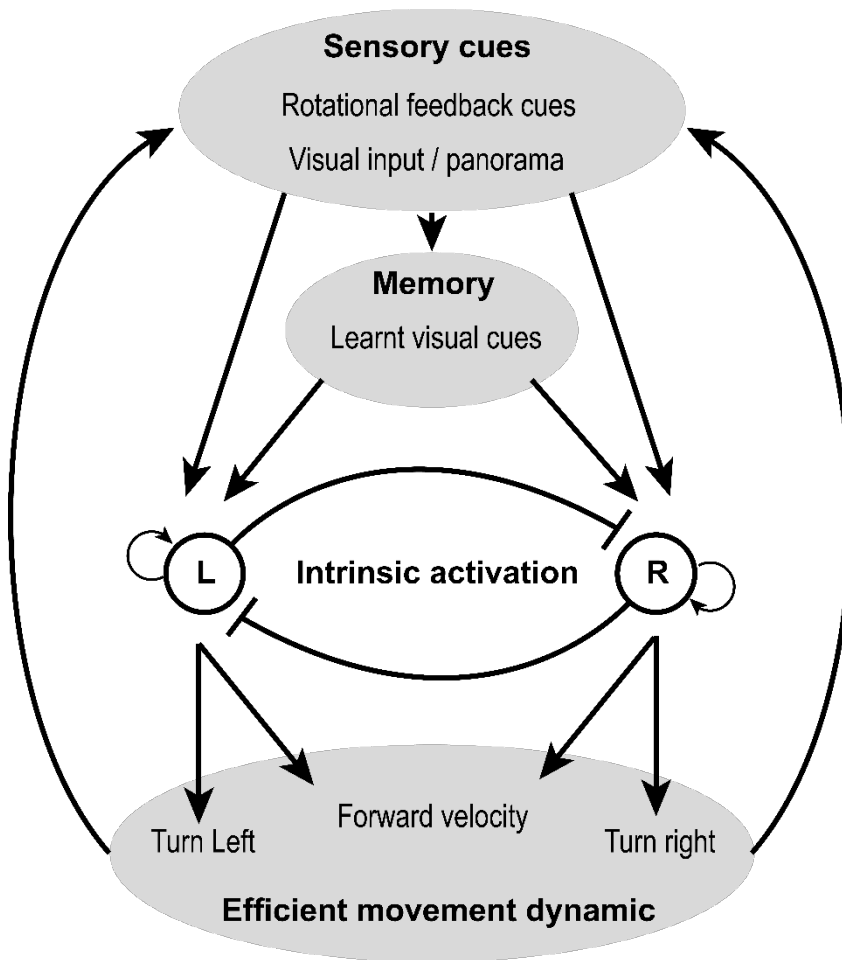 Sensory cues
Rotational feedback cues
Visual input / panorama
Memory
Learnt visual cues
L
Intrinsic activation
R
Forward velocity
Turn Left
Turn right
Efficient movement dynamic